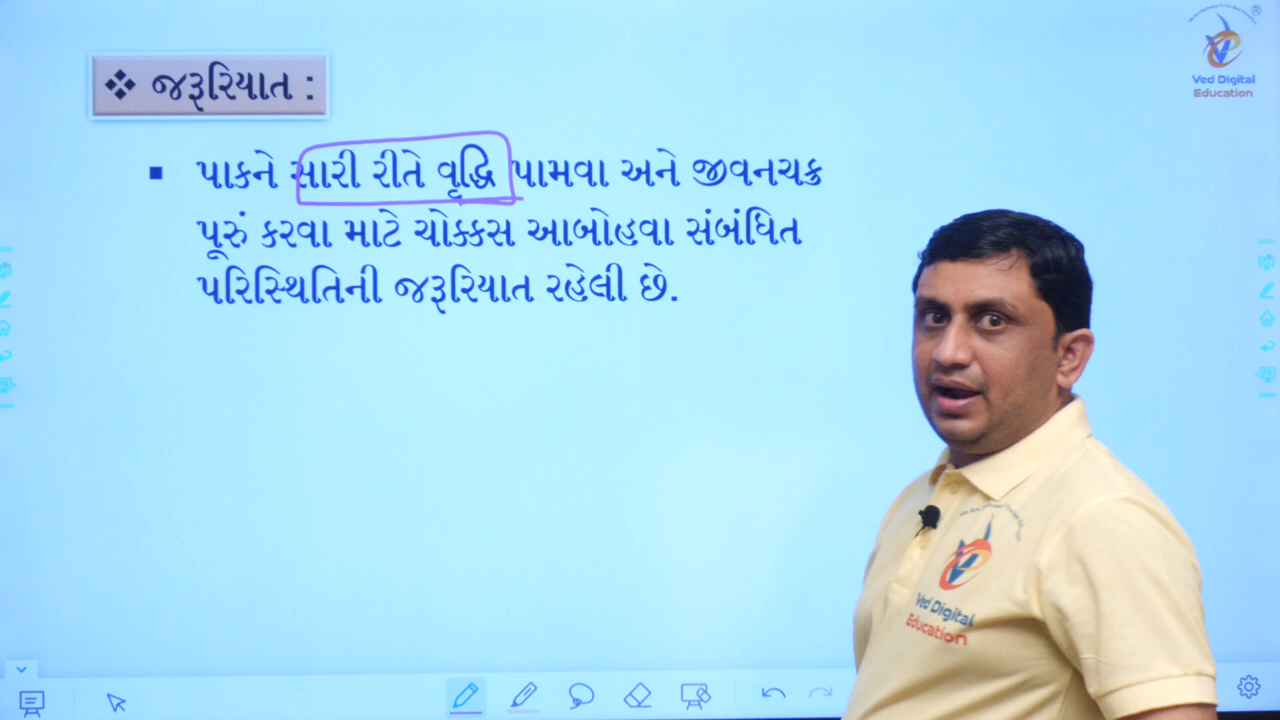 ❖ જરૂરિયાત :
▪ પાકને સારી રીતે વૃદ્ધિ પામવા અને જીવનચક્ર
પૂરું કરવા માટે ચોક્કસ આબોહવા સંબંધિત
પરિસ્થિતિની જરૂરિયાત રહેલી છે.
Ved Digital
Education
Ved Digital
Education